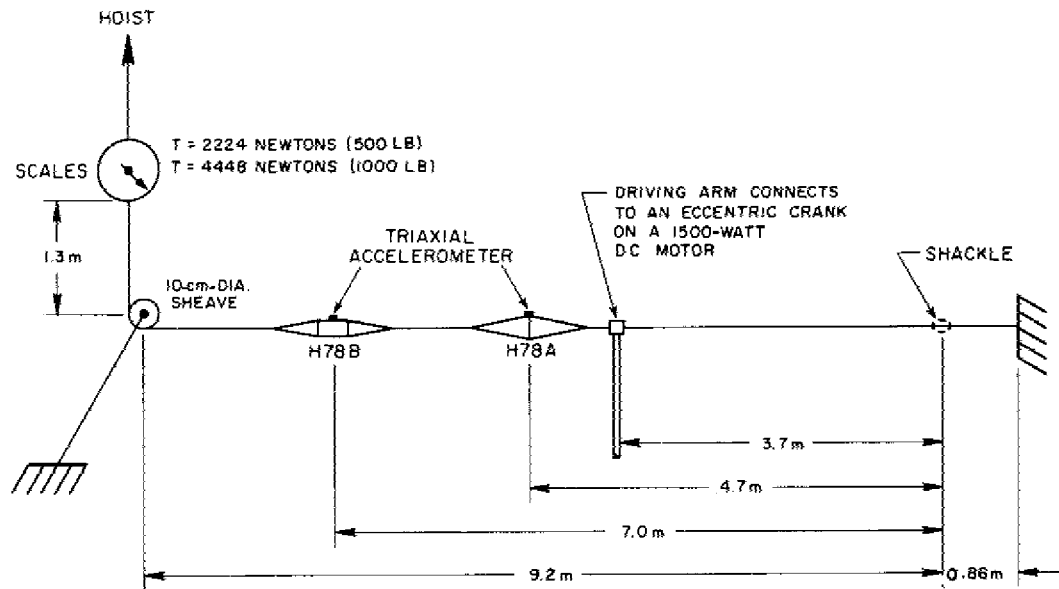 HOIST
T = 2224 NEWTONS (500 LB)
T = 4448 NEWTONS (1000 LB)
SCALES
DRIVING ARM CONNECTS
TO AN ECCENTRIC CRANK
ON A 1500-WATT
D.C MOTOR
TRIAXIAL
ACCELEROMETER
SHACKLE
1.3 m
10-cm-DIA.
SHEAVE
H78B
H78A
3.7 m
4.7 m
7.0 m
9.2 m
0.86 m